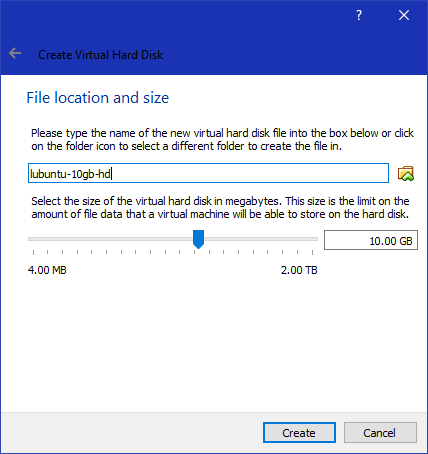 ?
Create Virtual Hard Disk
File location and size
Please type the name of the new virtual hard disk file into the box below or click
on the folder icon to select a different folder to create the file in.
lubuntu-10gb-hd
Select the size of the virtual hard disk in megabytes. This size is the limit on the
amount of file data that a virtual machine will be able to store on the hard disk.
10.00 GB
4.00 MB 2.00 TB
Create Cancel